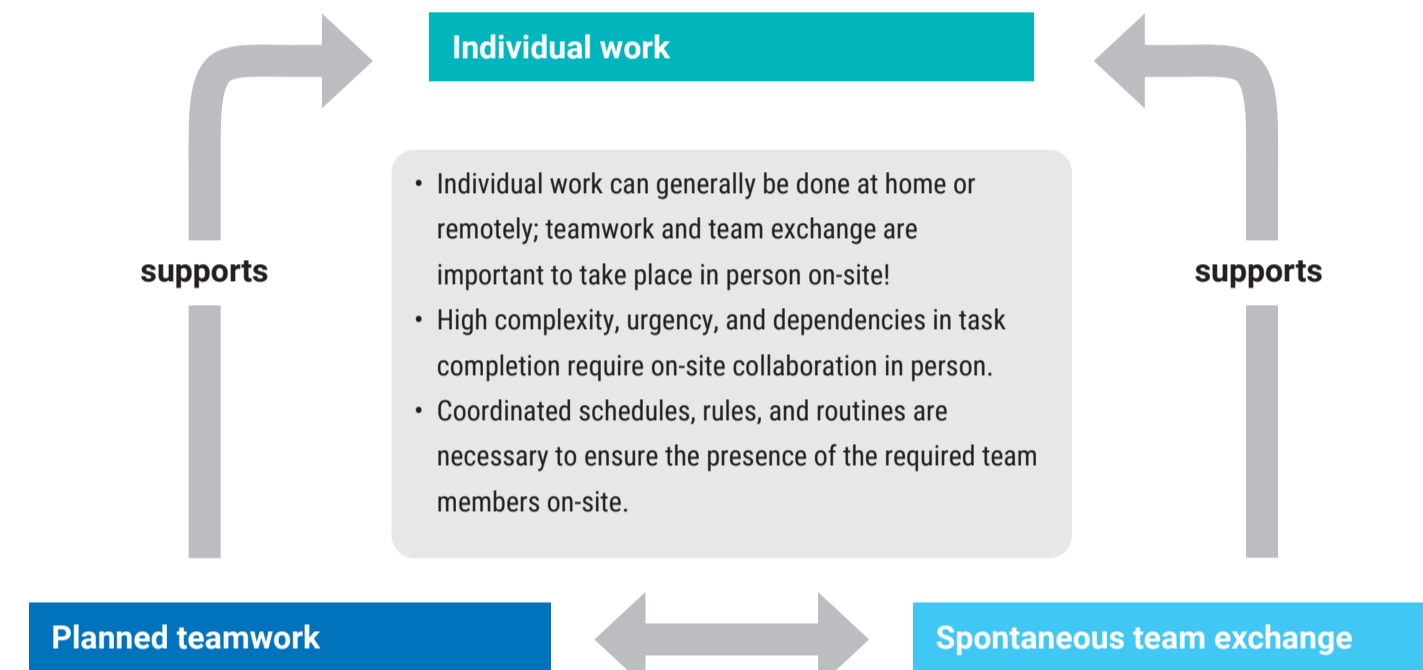 Individual work
• Individual work can generally be done at home or
remotely; teamwork and team exchange are
important to take place in person on-site!
• High complexity, urgency, and dependencies in task
completion require on-site collaboration in person.
• Coordinated schedules, rules, and routines are
necessary to ensure the presence of the required team
members on-site.
supports
supports
Planned teamwork
Spontaneous team exchange